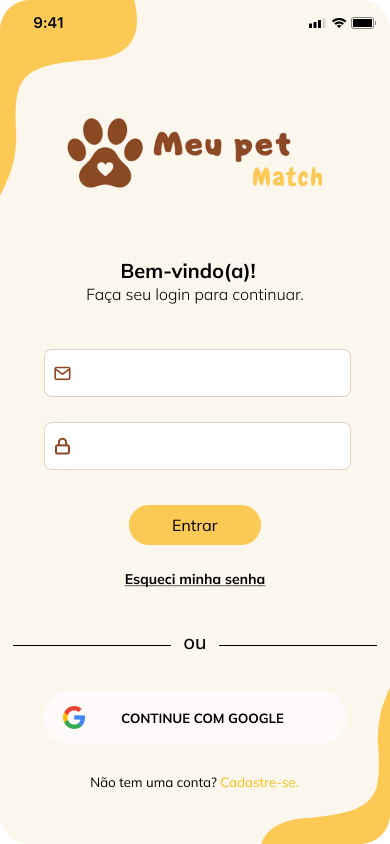 9:41
Meu pet
Match
Bem-vindo(a)!
Faça seu login para continuar.
Entrar
Esqueci minha senha
ou
CONTINUE COM GOOGLE
Não tem uma conta? Cadastre-se.